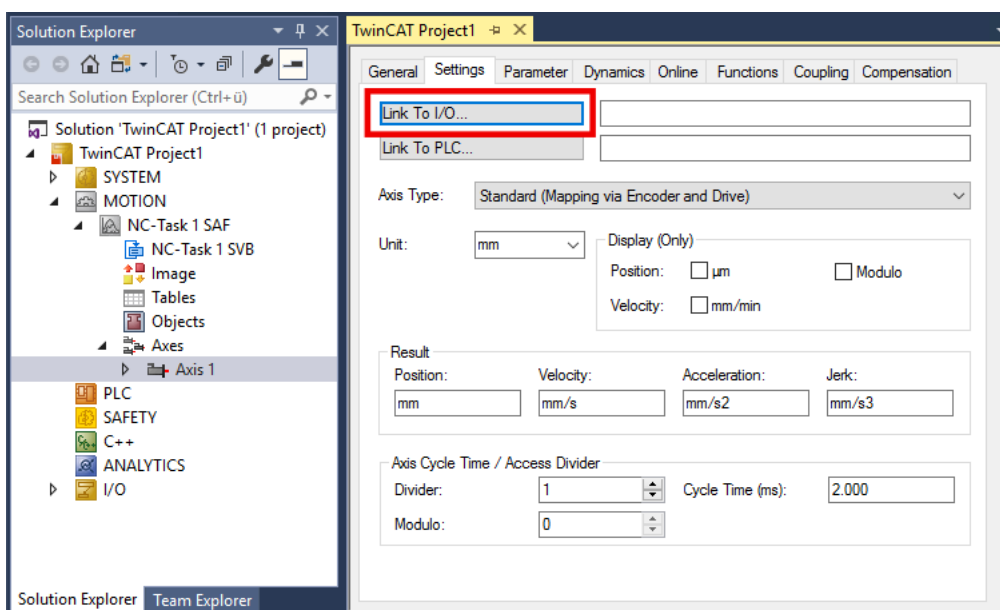 Solution Explorer
Search Solution Explorer (Ctrl+ü)
Solution 'TwinCAT Project1' (1 project)
TwinCAT Project1
SYSTEM
MOTION
NC-Task 1 SAF
NC-Task 1 SVB
Image
Tables
Objects
Axes
Axis 1
PLC
SAFETY
C++
ANALYTICS
I/O
Solution Explorer Team Explorer
TwinCAT Project1
General Settings Parameter Dynamics Online Functions Coupling Compensation
Link To I/O...
Link To PLC...
Axis Type: Standard (Mapping via Encoder and Drive)
Unit: mm
Display (Only)
Position: μm Modulo
Velocity: mm/min
Result
Position: Velocity: Acceleration: Jerk:
mm mm/s mm/s2 mm/s3
Axis Cycle Time / Access Divider
Divider: 1 Cycle Time (ms): 2.000
Modulo: 0